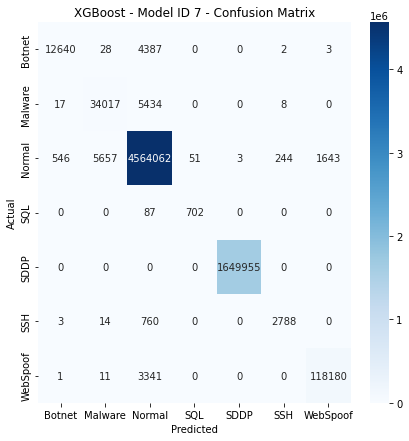 XGBoost - Model ID 7 - Confusion Matrix
1e6
Botnet 12640 28 4387 0 0 2 3
Malware 17 34017 5434 0 0 8 0
Normal 546 5657 4564062 51 3 244 1643
SQL 0 0 87 702 0 0 0
SDDP 0 0 0 0 1649955 0 0
SSH 3 14 760 0 0 2788 0
WebSpoof 1 11 3341 0 0 0 118180
Botnet Malware Normal SQL SDDP SSH WebSpoof
Predicted
Actual
4
3
2
1
0